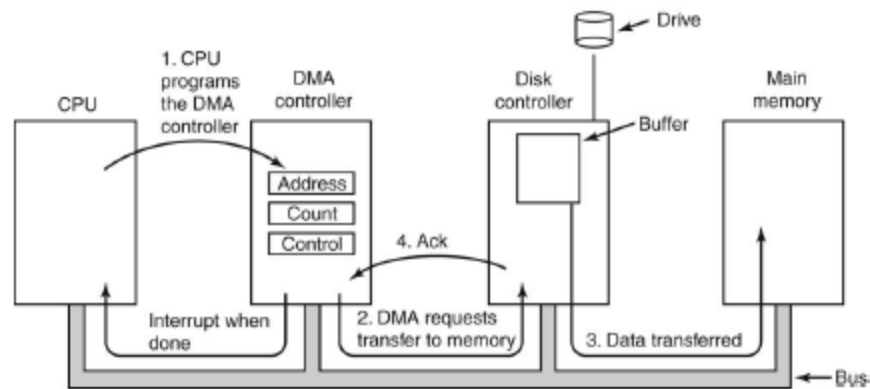 Drive
1. CPU
programs
the DMA
controller
CPU
DMA
controller
Disk
controller
Main
memory
Buffer
Address
Count
Control
4. Ack
Interrupt when
done
2. DMA requests
transfer to memory
3. Data transferred
Bus